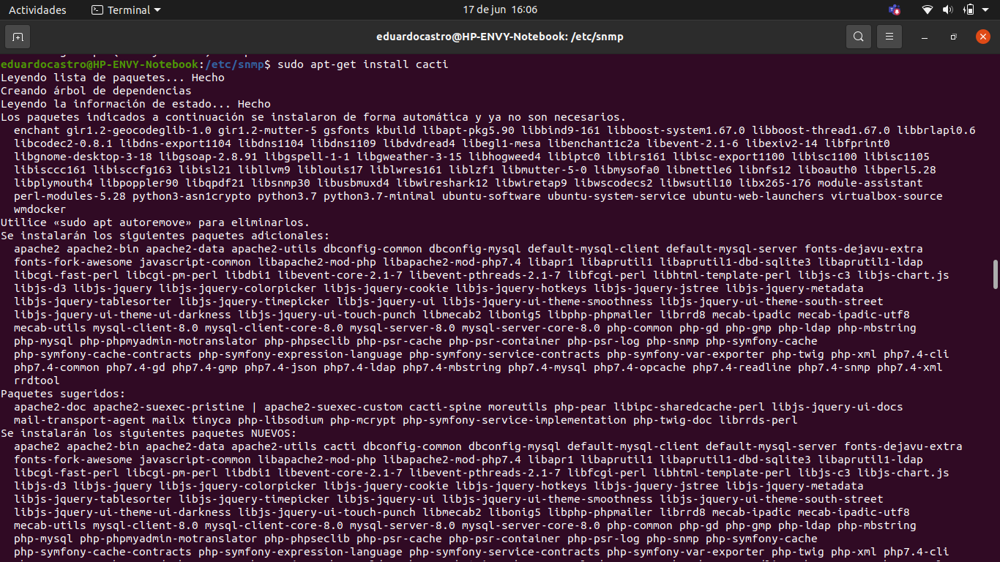 Actividades Terminal 17 de jun 16:06
eduardocastro@HP-ENVY-Notebook: /etc/snmp
eduardocastro@HP-ENVY-Notebook:/etc/snmp$ sudo apt-get install cacti
Leyendo lista de paquetes... Hecho
Creando árbol de dependencias
Leyendo la información de estado... Hecho
Los paquetes indicados a continuación se instalaron de forma automática y ya no son necesarios.
enchant gir1.2-geocodeglib-1.0 gir1.2-mutter-5 gsfonts kbuild libapt-pkg5.90 libbind9-161 libboost-system1.67.0 libboost-thread1.67.0 libbrlapi0.6
libcodec2-0.8.1 libdns-export1104 libdns1104 libdns1109 libdvdread4 libegl1-mesa libenchant1c2a libevent-2.1-6 libexiv2-14 libfprint0
libgnome-desktop-3-18 libgsoap-2.8.91 libgspell-1-1 libgweather-3-15 libhogweed4 libiptc0 libirs161 libisc-export1100 libisc1100 libisc1105
libisccc161 libisccfg163 libisl21 libllvm9 liblouis17 liblwres161 liblzf1 libmutter-5-0 libmysofa0 libnettle6 libnfs12 liboauth0 libperl5.28
libplymouth4 libpoppler90 libqpdf21 libsnmp30 libusbmuxd4 libwireshark12 libwiretap9 libwscodecs2 libwsutil10 libx265-176 module-assistant
perl-modules-5.28 python3-asn1crypto python3.7 python3.7-minimal ubuntu-software ubuntu-system-service ubuntu-web-launchers virtualbox-source
wmdocker
Utilice «sudo apt autoremove» para eliminarlos.
Se instalarán los siguientes paquetes adicionales:
apache2 apache2-bin apache2-data apache2-utils dbconfig-common dbconfig-mysql default-mysql-client default-mysql-server fonts-dejavu-extra
fonts-fork-awesome javascript-common libapache2-mod-php libapache2-mod-php7.4 libapr1 libaprutil1 libaprutil1-dbd-sqlite3 libaprutil1-ldap
libcgi-fast-perl libcgi-pm-perl libdbi1 libevent-core-2.1-7 libevent-pthreads-2.1-7 libfcgi-perl libhtml-template-perl libjs-c3 libjs-chart.js
libjs-d3 libjs-jquery libjs-jquery-colorpicker libjs-jquery-cookie libjs-jquery-hotkeys libjs-jquery-jstree libjs-jquery-metadata
libjs-jquery-tablesorter libjs-jquery-timepicker libjs-jquery-ui libjs-jquery-ui-theme-smoothness libjs-jquery-ui-theme-south-street
libjs-jquery-ui-theme-ui-darkness libjs-jquery-ui-touch-punch libmecab2 libonig5 libphp-phpmailer librrd8 mecab-ipadic mecab-ipadic-utf8
mecab-utils mysql-client-8.0 mysql-client-core-8.0 mysql-server-8.0 mysql-server-core-8.0 php-common php-gd php-gmp php-ldap php-mbstring
php-mysql php-phpmyadmin-motranslator php-phpseclib php-psr-cache php-psr-container php-psr-log php-snmp php-symfony-cache
php-symfony-cache-contracts php-symfony-expression-language php-symfony-service-contracts php-symfony-var-exporter php-twig php-xml php7.4-cli
php7.4-common php7.4-gd php7.4-gmp php7.4-json php7.4-ldap php7.4-mbstring php7.4-mysql php7.4-opcache php7.4-readline php7.4-snmp php7.4-xml
rrdtool
Paquetes sugeridos:
apache2-doc apache2-suexec-pristine | apache2-suexec-custom cacti-spine moreutils php-pear libipc-sharedcache-perl libjs-jquery-ui-docs
mail-transport-agent mailx tinyca php-libsodium php-mcrypt php-symfony-service-implementation php-twig-doc librrds-perl
Se instalarán los siguientes paquetes NUEVOS:
apache2 apache2-bin apache2-data apache2-utils cacti dbconfig-common dbconfig-mysql default-mysql-client default-mysql-server fonts-dejavu-extra
fonts-fork-awesome javascript-common libapache2-mod-php libapache2-mod-php7.4 libapr1 libaprutil1 libaprutil1-dbd-sqlite3 libaprutil1-ldap
libcgi-fast-perl libcgi-pm-perl libdbi1 libevent-core-2.1-7 libevent-pthreads-2.1-7 libfcgi-perl libhtml-template-perl libjs-c3 libjs-chart.js
libjs-d3 libjs-jquery libjs-jquery-colorpicker libjs-jquery-cookie libjs-jquery-hotkeys libjs-jquery-jstree libjs-jquery-metadata
libjs-jquery-tablesorter libjs-jquery-timepicker libjs-jquery-ui libjs-jquery-ui-theme-smoothness libjs-jquery-ui-theme-south-street
libjs-jquery-ui-theme-ui-darkness libjs-jquery-ui-touch-punch libmecab2 libonig5 libphp-phpmailer librrd8 mecab-ipadic mecab-ipadic-utf8
mecab-utils mysql-client-8.0 mysql-client-core-8.0 mysql-server-8.0 mysql-server-core-8.0 php-common php-gd php-gmp php-ldap php-mbstring
php-mysql php-phpmyadmin-motranslator php-phpseclib php-psr-cache php-psr-container php-psr-log php-snmp php-symfony-cache
php-symfony-cache-contracts php-symfony-expression-language php-symfony-service-contracts php-symfony-var-exporter php-twig php-xml php7.4-cli